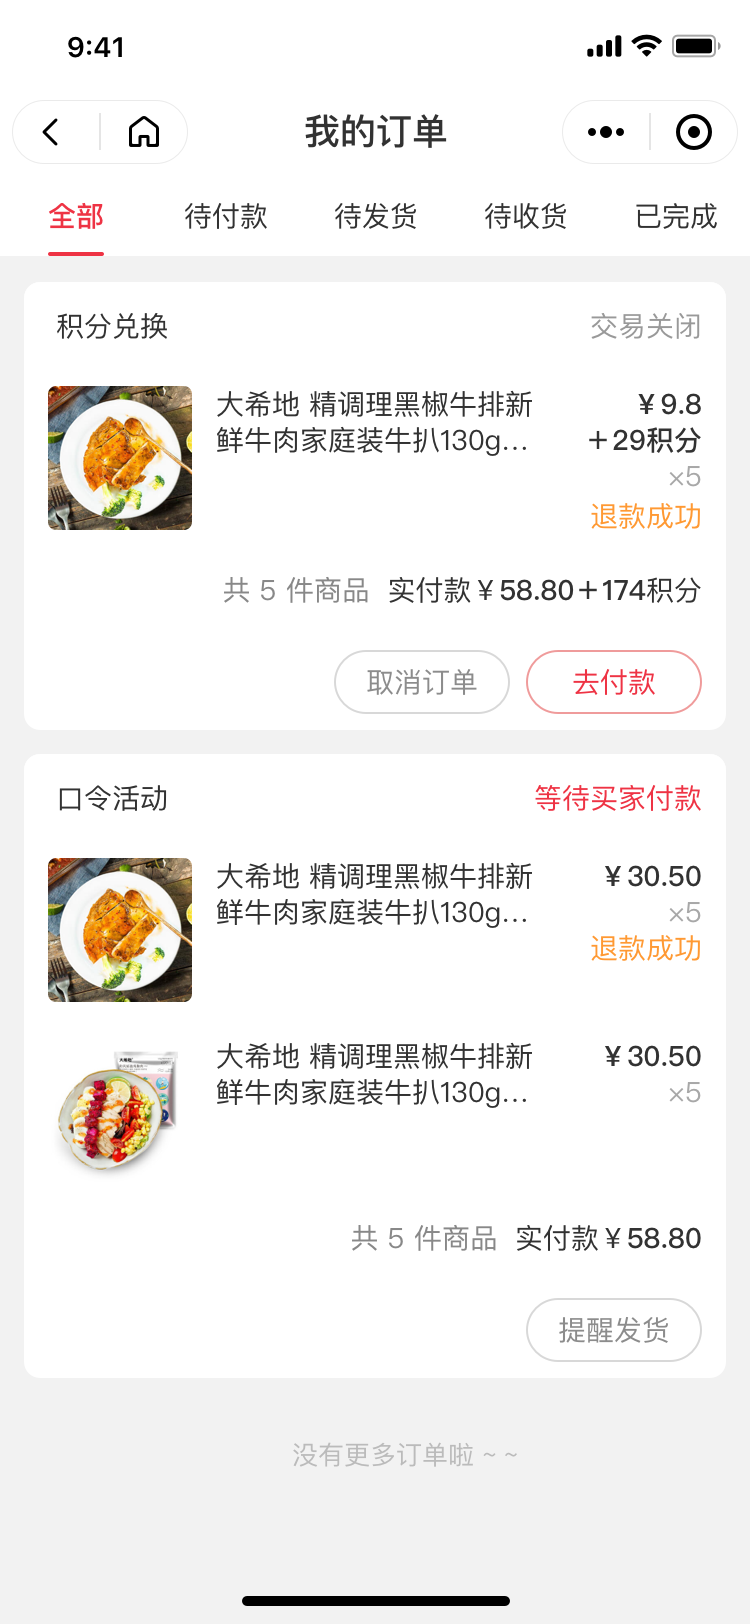 9:41
我的订单
全部 待付款 待发货 待收货 已完成
积分兑换 交易关闭
大希地 精调理黑椒牛排新 ¥9.8
鲜牛肉家庭装牛扒130g... +29积分
×5
退款成功
共 5 件商品 实付款¥58.80+174积分
取消订单 去付款
口令活动 等待买家付款
大希地 精调理黑椒牛排新 ¥30.50
鲜牛肉家庭装牛扒130g... ×5
退款成功
大希地 精调理黑椒牛排新 ¥30.50
鲜牛肉家庭装牛扒130g... ×5
共 5 件商品 实付款¥58.80
提醒发货
没有更多订单啦 ~ ~